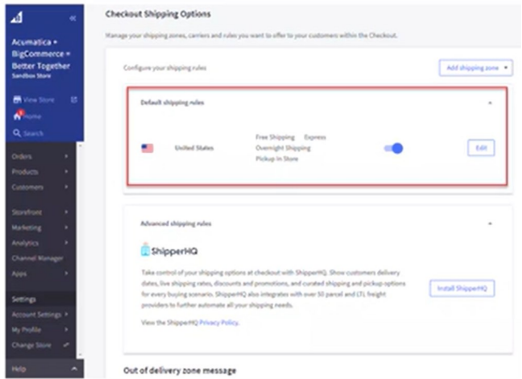 Checkout Shipping Options
Manage your shipping zones, carriers and rules you want to offer to your customers within the Checkout.
Acumatica +
BigCommerce =
Better Together
Sandbox Store
View Store
Home
Search
Orders
Products
Customers
Storefront
Marketing
Analytics
Channel Manager
Apps
Settings
Account Settings
My Profile
Change Store
Help
Configure your shipping rules
Add shipping zone
Default shipping rules
United States
Free Shipping Express
Overnight Shipping
Pickup In Store
Edit
Advanced shipping rules
ShipperHQ
Take control of your shipping options at checkout with ShipperHQ. Show customers delivery
dates, live shipping rates, discounts and promotions, and curated shipping and pickup options
for every buying scenario. ShipperHQ also integrates with over 50 parcel and LTL freight
providers to further automate all your shipping needs.
Install ShipperHQ
View the ShipperHQ Privacy Policy.
Out of delivery zone message